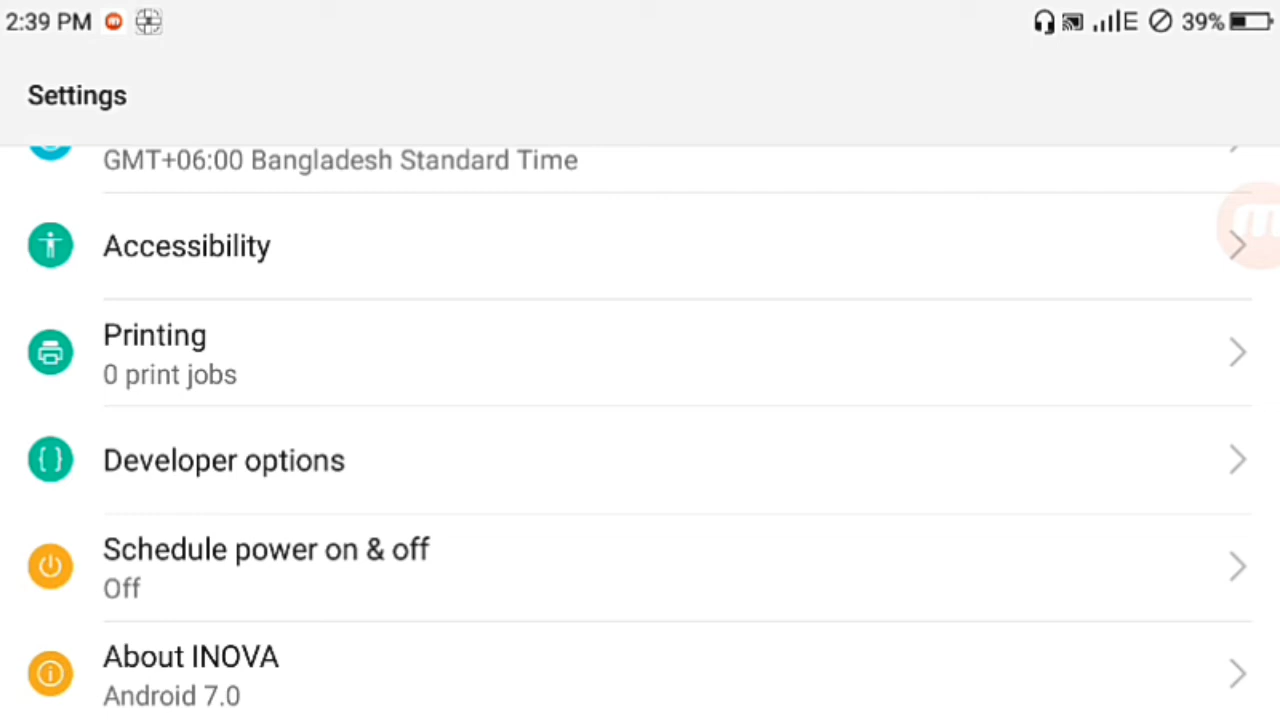 2:39 PM
E 39%
Settings
GMT+06:00 Bangladesh Standard Time
Accessibility
Printing
0 print jobs
Developer options
Schedule power on & off
Off
About INOVA
Android 7.0